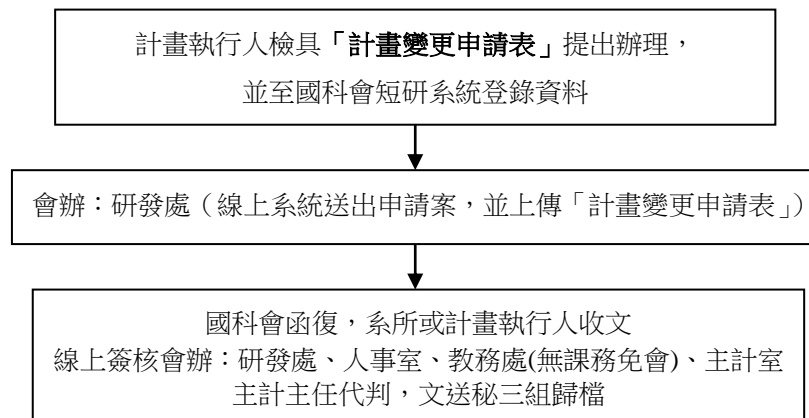 計畫執行人檢具「計畫變更申請表」提出辦理，
並至國科會短研系統登錄資料
會辦：研發處（線上系統送出申請案，並上傳「計畫變更申請表」）
國科會函復，系所或計畫執行人收文
線上簽核會辦：研發處、人事室、教務處(無課務免會)、主計室
主計主任代判，文送秘三組歸檔